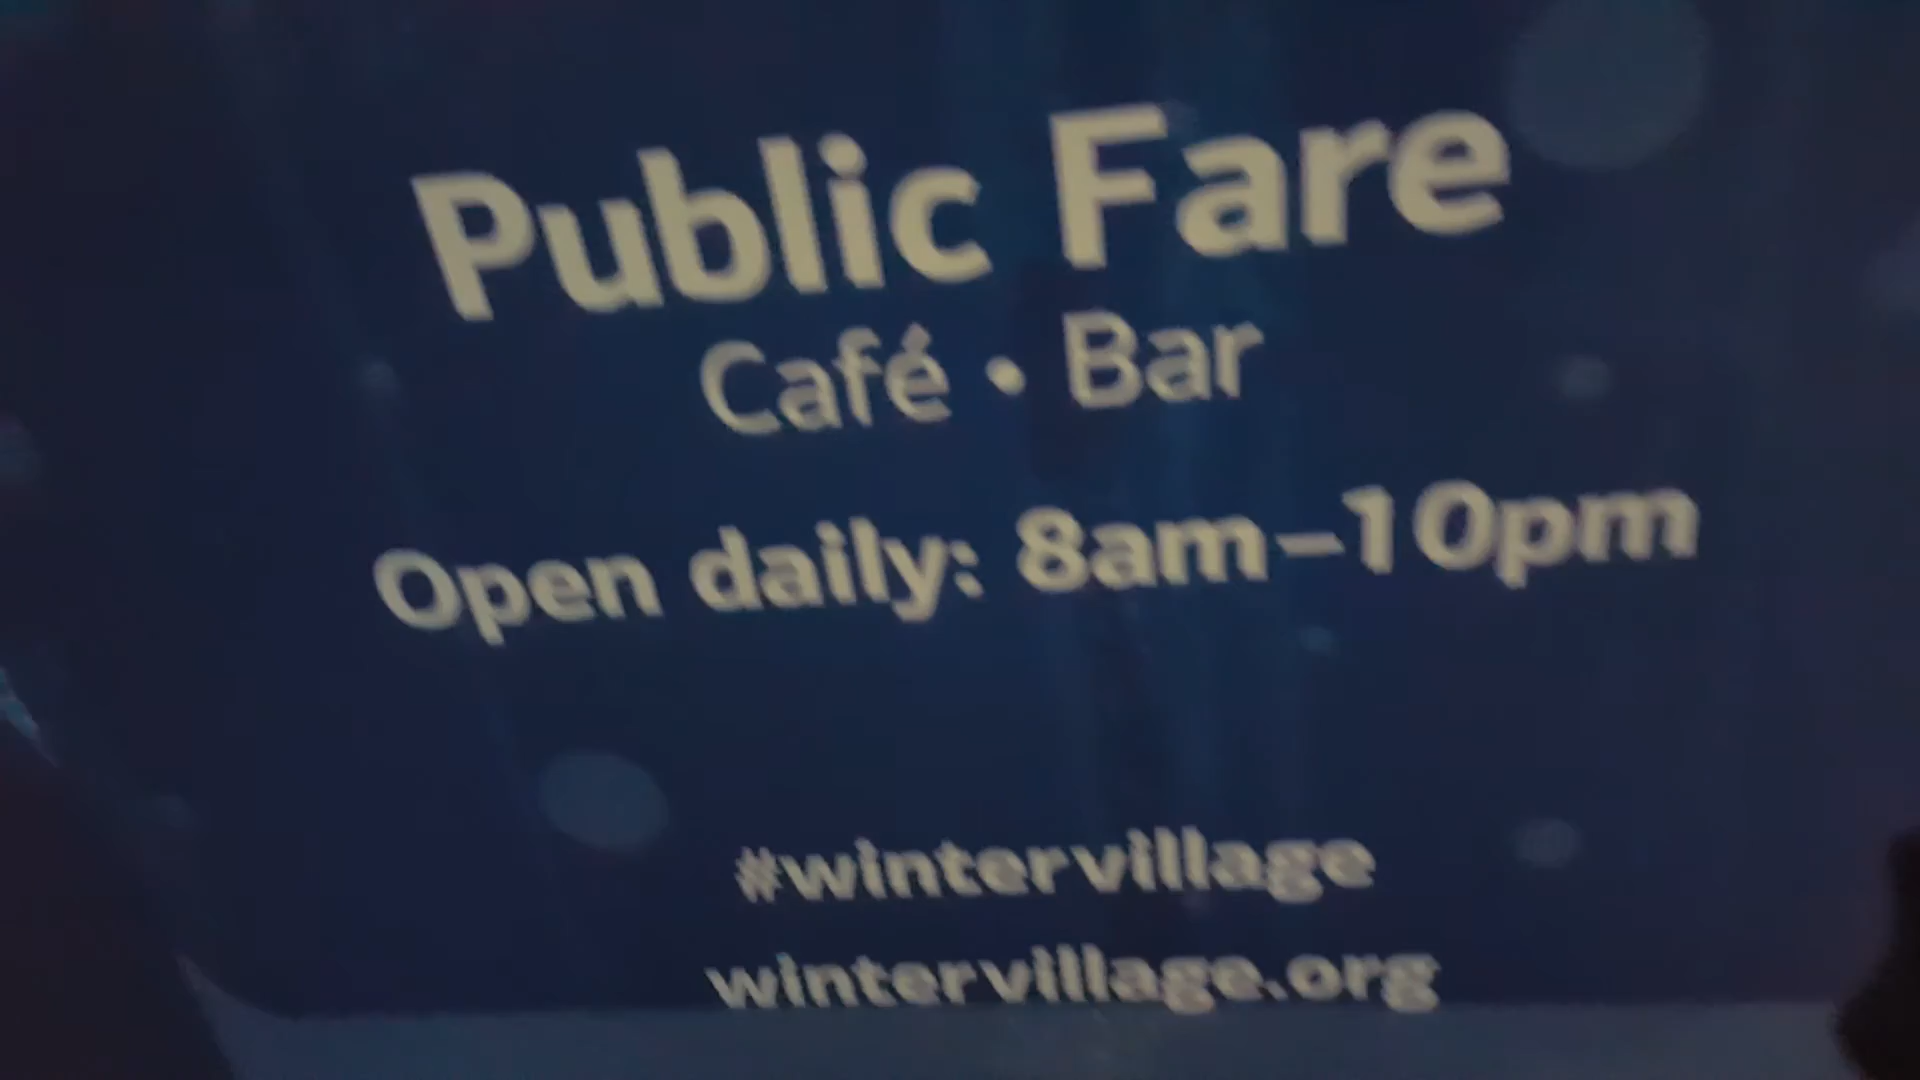 Public Fare
Café • Bar
Open daily: 8am–10pm
#wintervillage
wintervillage.org